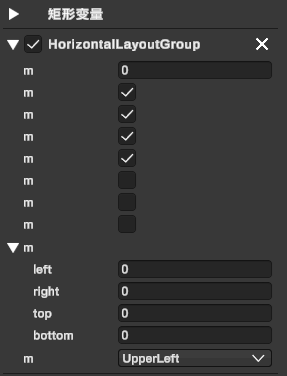 矩形变量
HorizontalLayoutGroup
m 0
m
m
m
m
m
m
m
m
left 0
right 0
top 0
bottom 0
m UpperLeft